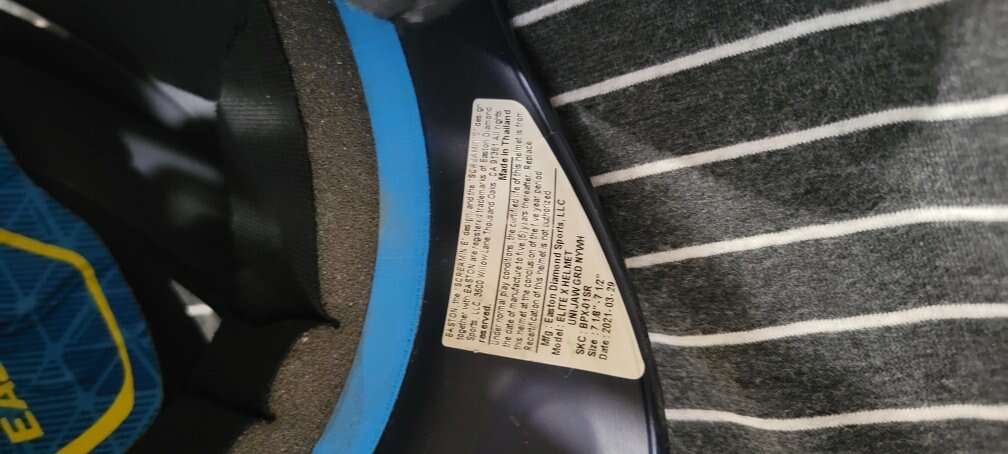 EASTON, the 'SCREAMIN E' design, and the 'SCREAMIN E' design
together with EASTON are registered trademarks of Easton Diamond
Sports LLC, 3500 Willow Lane Thousand Oaks, CA 91361 All rights
reserved. Made in Thailand
Under normal play conditions, the certified life of this helmet is from
the date of manufacture to five (5) years thereafter. Replace
this helmet at the conclusion of the five year period
Recertification of this helmet is not authorized
Mfg : Easton Diamond Sports, LLC
Model : ELITE X HELMET
UNI.JAW GRD NYWH
SKC : BPX-01SR
Size : 7 1/8" - 7 1/2"
Date : 2021-03-29
EA